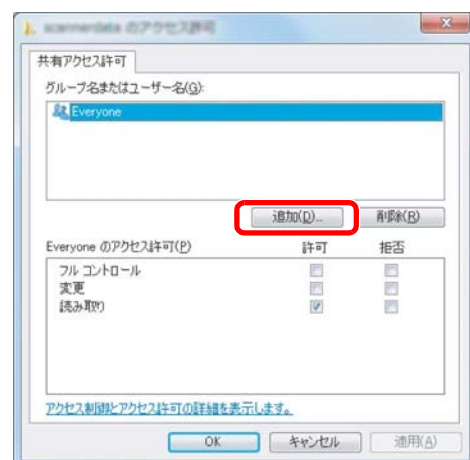 scannerdata のアクセス許可
共有アクセス許可
グループ名またはユーザー名(G):
Everyone
追加(D)... 削除(R)
Everyone のアクセス許可(P) 許可 拒否
フル コントロール
変更
読み取り
アクセス制御とアクセス許可の詳細を表示します。
OK キャンセル 適用(A)